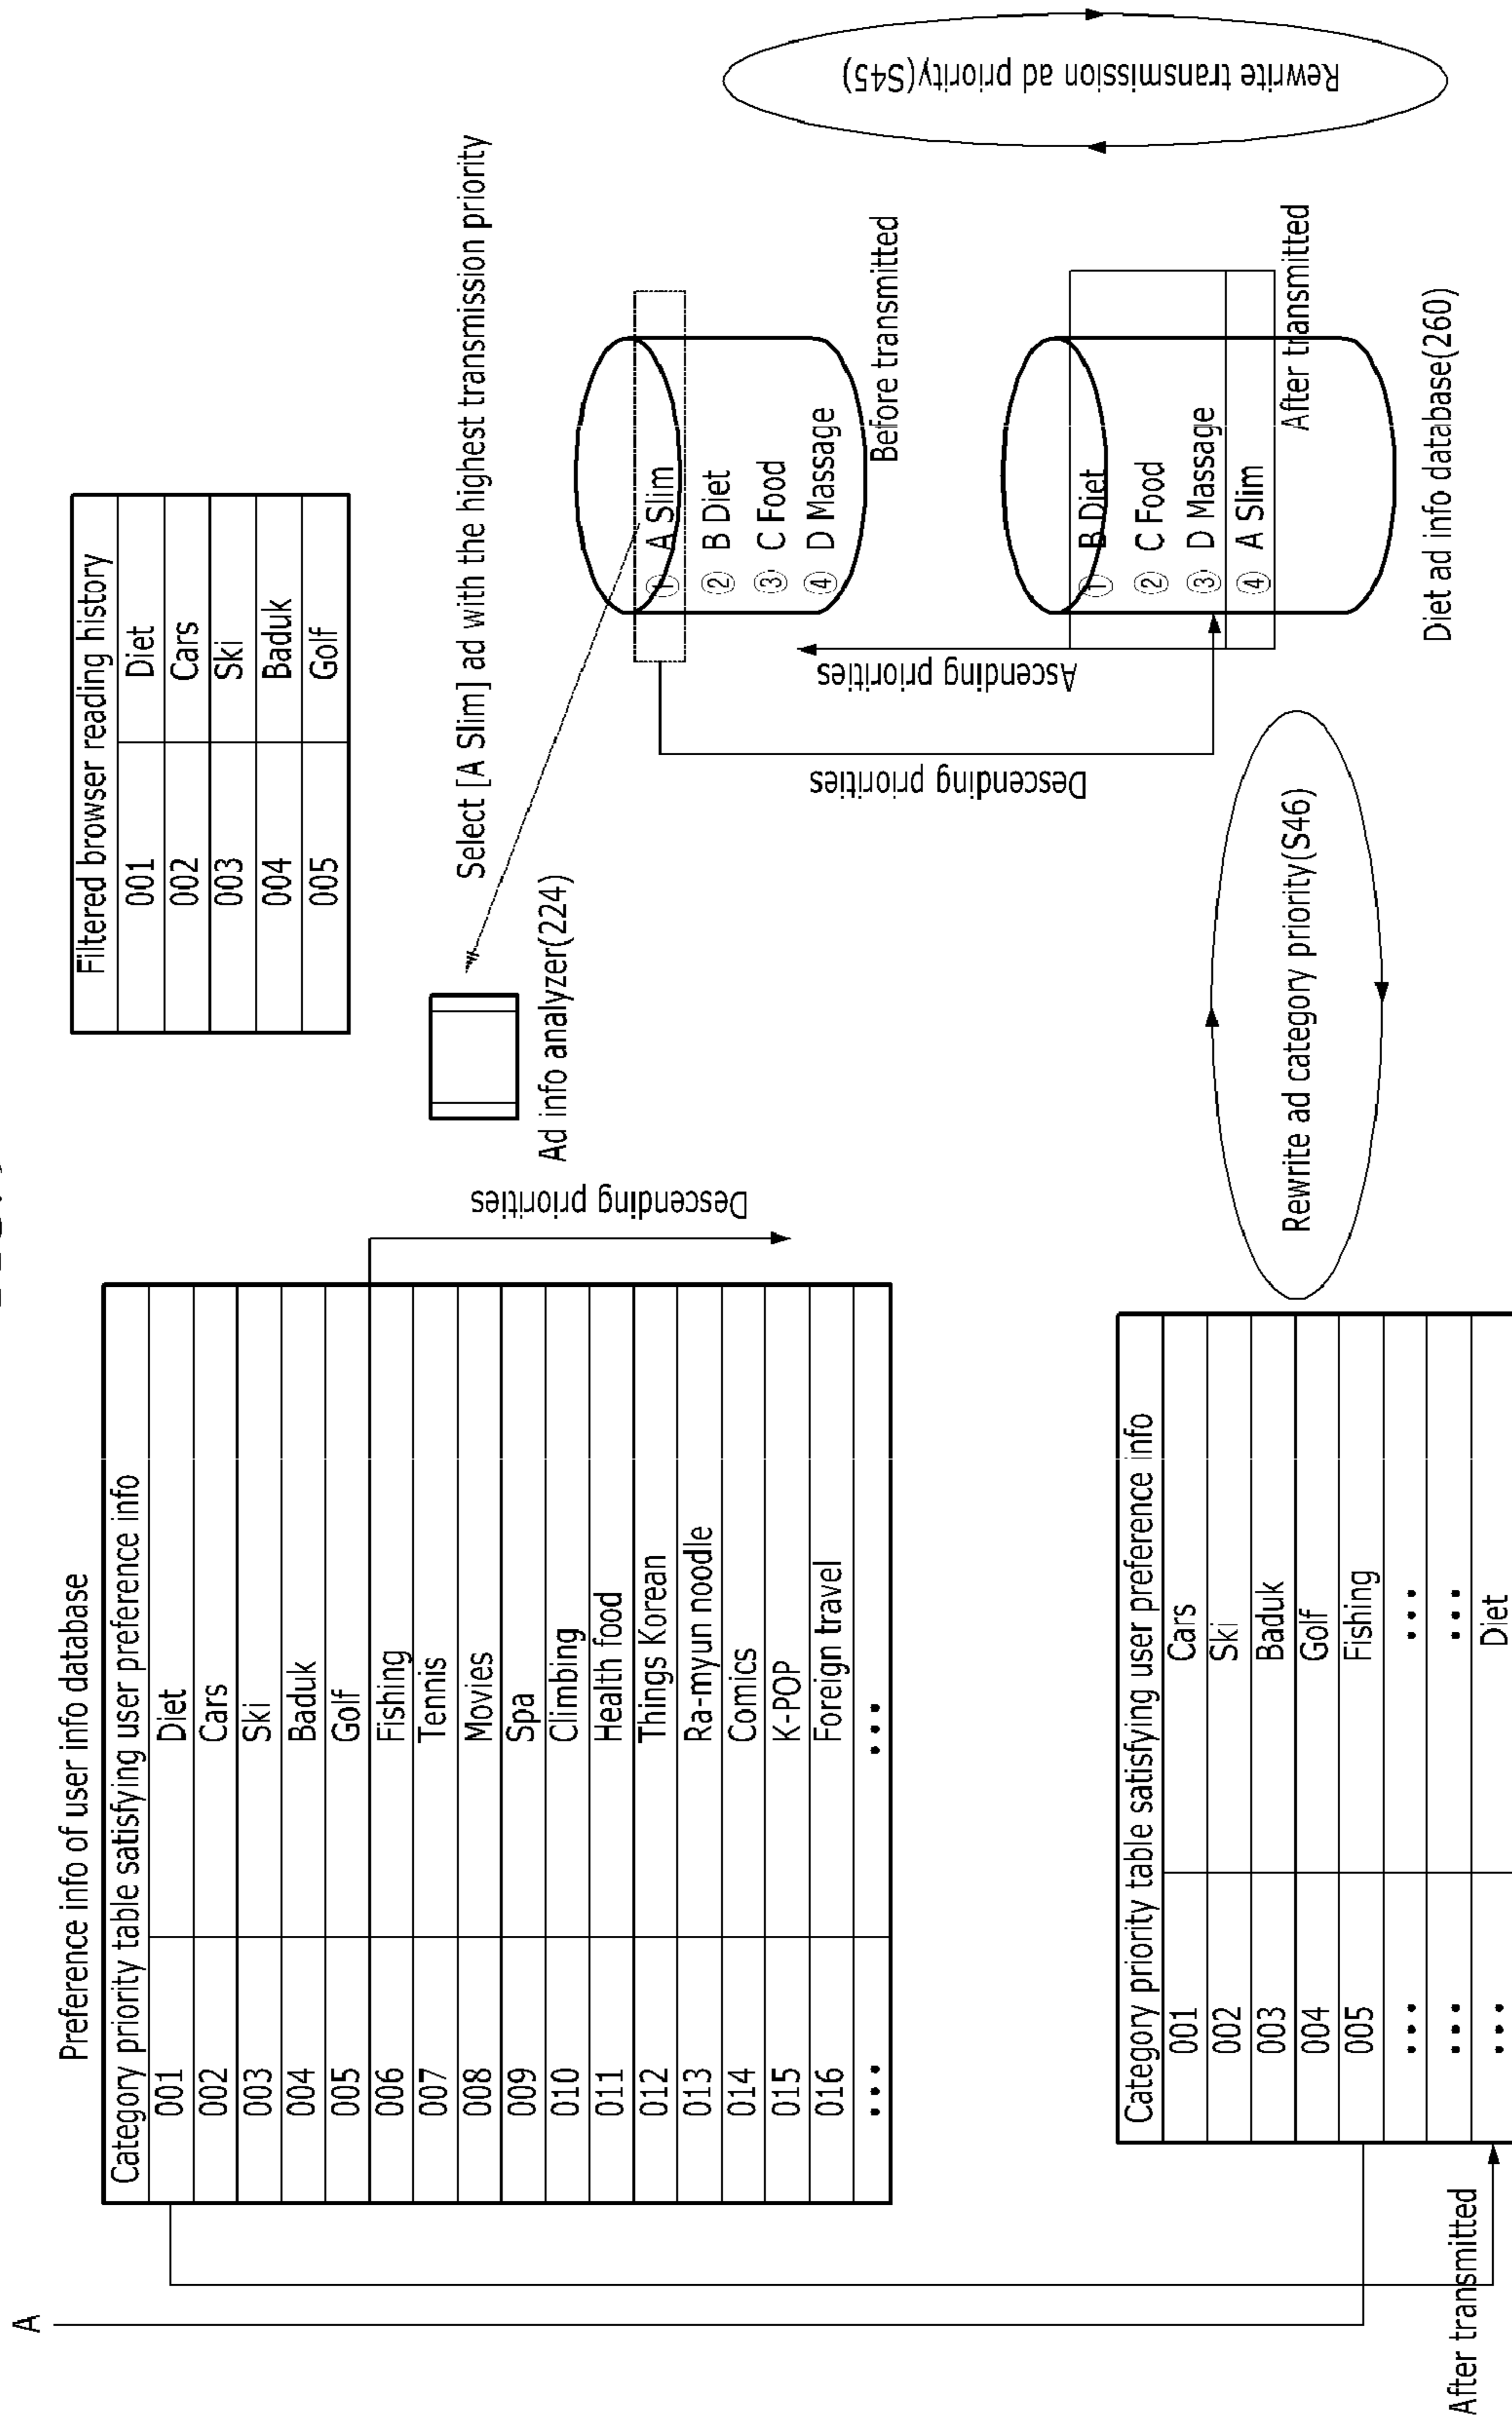 A
Preference info of user info database
Category priority table satisfying user preference info
001 Diet
002 Cars
003 Ski
004 Baduk
005 Golf
006 Fishing
007 Tennis
008 Movies
009 Spa
010 Climbing
011 Health food
012 Things Korean
013 Ra-myun noodle
014 Comics
015 K-POP
016 Foreign travel
... ...
Descending priorities
Filtered browser reading history
001 Diet
002 Cars
003 Ski
004 Baduk
005 Golf
Ad info analyzer(224)
Select [A Slim] ad with the highest transmission priority
① A Slim
② B Diet
③ C Food
④ D Massage
Before transmitted
Descending priorities
Ascending priorities
① B Diet
② C Food
③ D Massage
④ A Slim
After transmitted
Diet ad info database(260)
Rewrite transmission ad priority(S45)
Rewrite ad category priority(S46)
Category priority table satisfying user preference info
001 Cars
002 Ski
003 Baduk
004 Golf
005 Fishing
... ...
... ...
... Diet
After transmitted